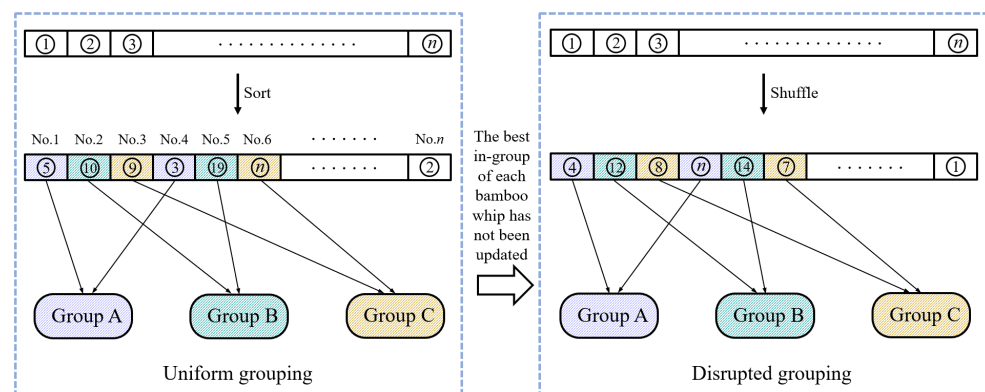 ① ② ③ ·············· ⓝ
Sort
No.1 No.2 No.3 No.4 No.5 No.6 ······· No.n
⑤ ⑩ ⑨ ③ ⑲ ⓝ ······· ②
Group A Group B Group C
Uniform grouping
The best
in-group
of each
bamboo
whip has
not been
updated
① ② ③ ·············· ⓝ
Shuffle
④ ⑫ ⑧ ⓝ ⑭ ⑦ ······· ①
Group A Group B Group C
Disrupted grouping